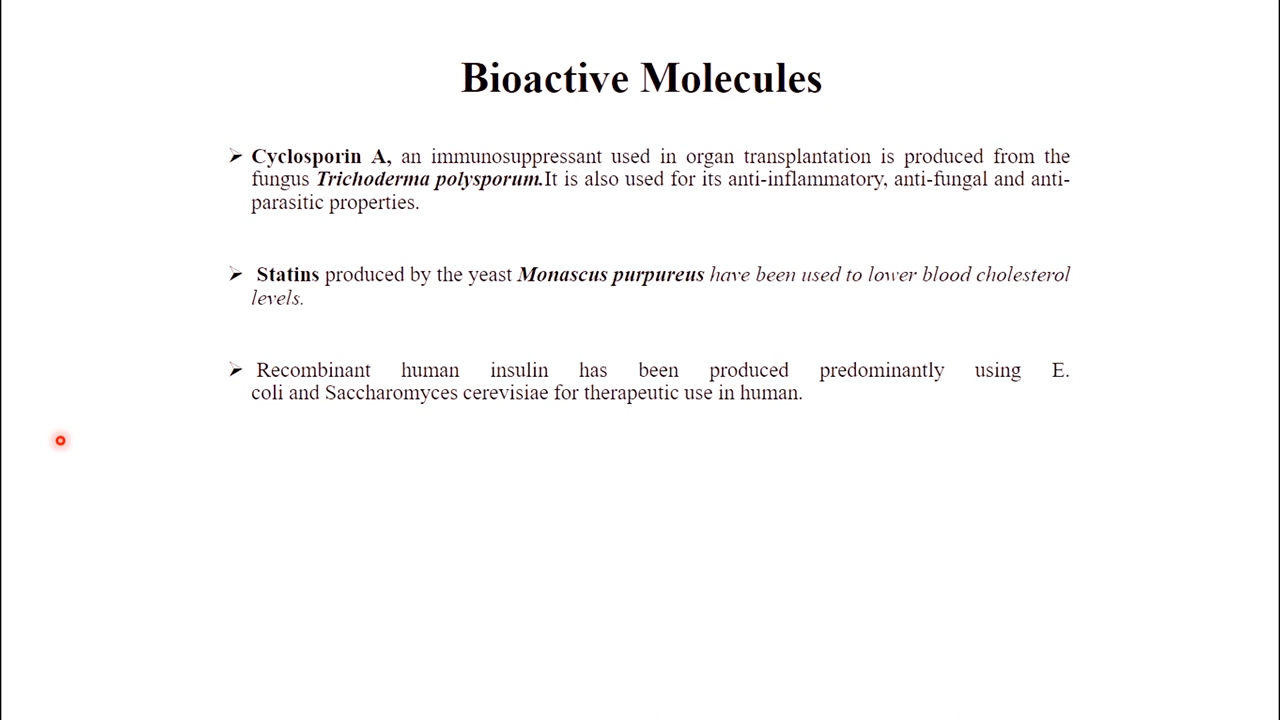 Bioactive Molecules
➢ Cyclosporin A, an immunosuppressant used in organ transplantation is produced from the
fungus Trichoderma polysporum.It is also used for its anti-inflammatory, anti-fungal and anti-
parasitic properties.
➢ Statins produced by the yeast Monascus purpureus have been used to lower blood cholesterol
levels.
➢ Recombinant human insulin has been produced predominantly using E.
coli and Saccharomyces cerevisiae for therapeutic use in human.